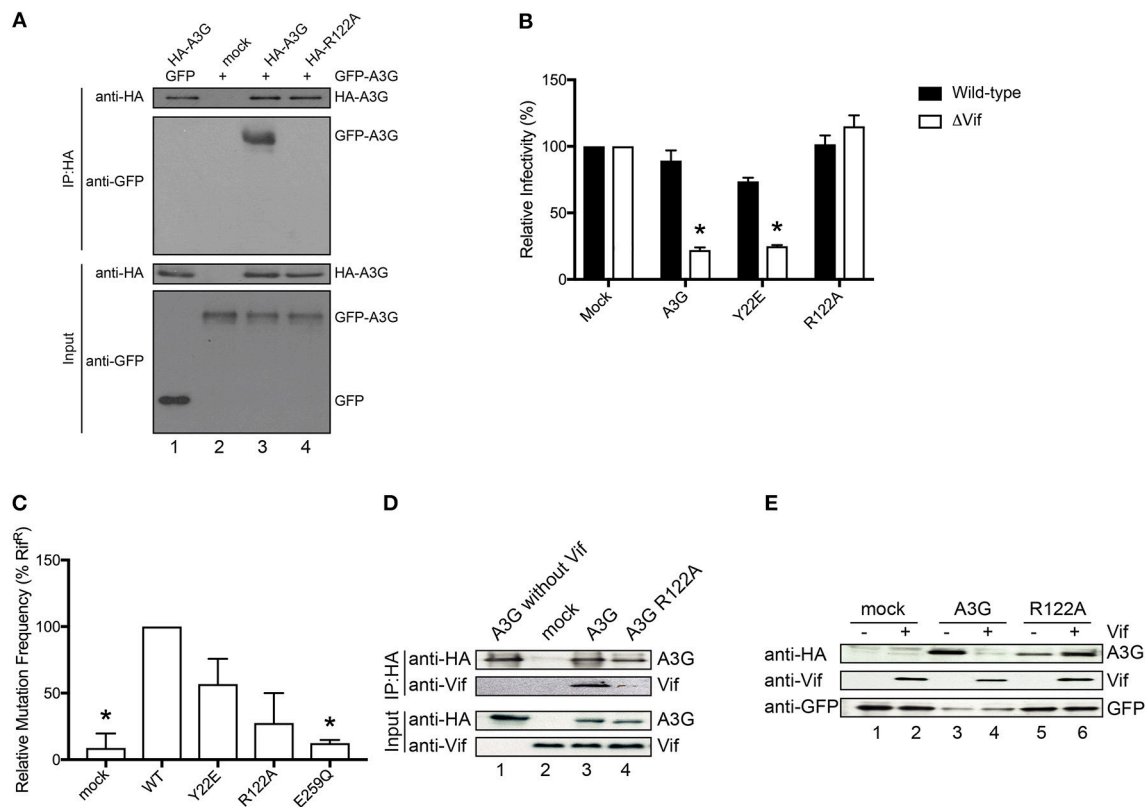 A
HA-A3G
mock
HA-A3G
HA-R122A
GFP + + + GFP-A3G
IP:HA
anti-HA HA-A3G
GFP-A3G
anti-GFP
Input
anti-HA HA-A3G
GFP-A3G
anti-GFP
GFP
1 2 3 4
B
Relative Infectivity (%)
150
100
50
0
* *
Mock A3G Y22E R122A
Wild-type
ΔVif
C
Relative Mutation Frequency (% Rifᴿ)
150
100
50
0
* *
mock WT Y22E R122A E259Q
D
A3G without Vif
mock
A3G
A3G R122A
IP:HA
anti-HA A3G
anti-Vif Vif
Input
anti-HA A3G
anti-Vif Vif
1 2 3 4
E
mock A3G R122A
- + - + - + Vif
anti-HA A3G
anti-Vif Vif
anti-GFP GFP
1 2 3 4 5 6